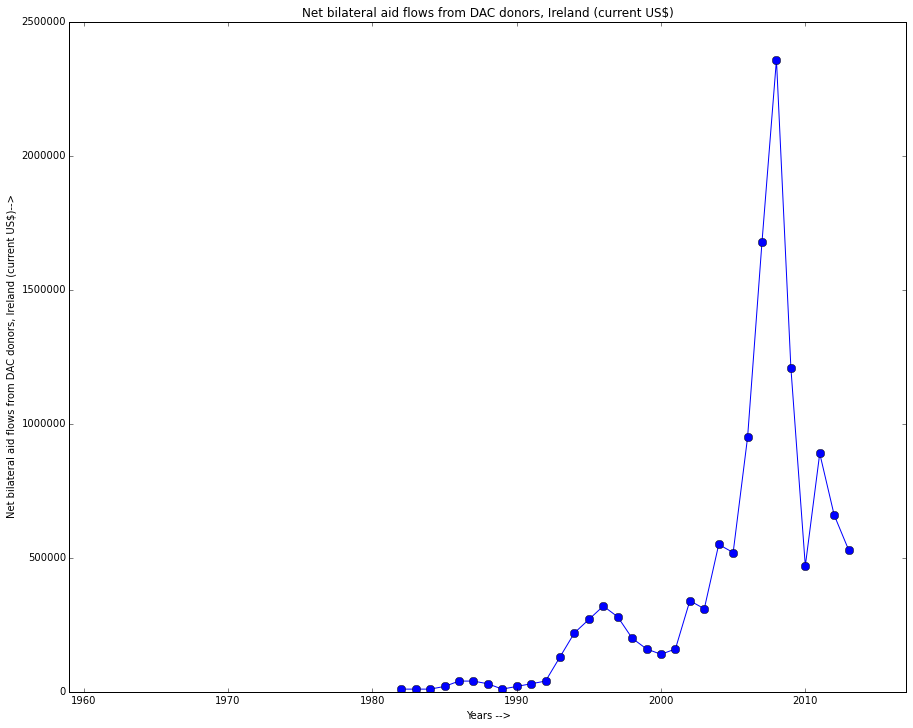 Net bilateral aid flows from DAC donors, Ireland (current US$)
2500000
2000000
1500000
1000000
500000
0
Net bilateral aid flows from DAC donors, Ireland (current US$)-->
1960 1970 1980 1990 2000 2010
Years -->